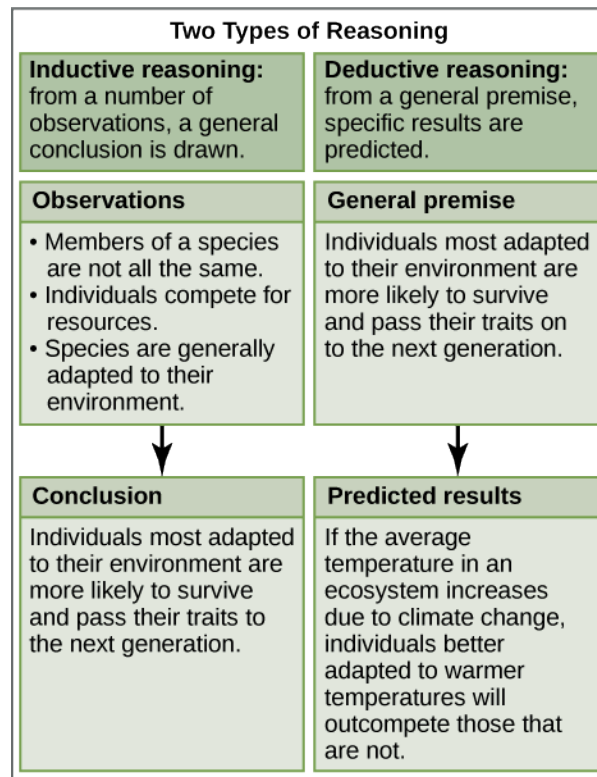 Two Types of Reasoning
Inductive reasoning:
from a number of
observations, a general
conclusion is drawn.
Deductive reasoning:
from a general premise,
specific results are
predicted.
Observations
• Members of a species
are not all the same.
• Individuals compete for
resources.
• Species are generally
adapted to their
environment.
General premise
Individuals most adapted
to their environment are
more likely to survive
and pass their traits on
to the next generation.
Conclusion
Individuals most adapted
to their environment are
more likely to survive
and pass their traits to
the next generation.
Predicted results
If the average
temperature in an
ecosystem increases
due to climate change,
individuals better
adapted to warmer
temperatures will
outcompete those that
are not.